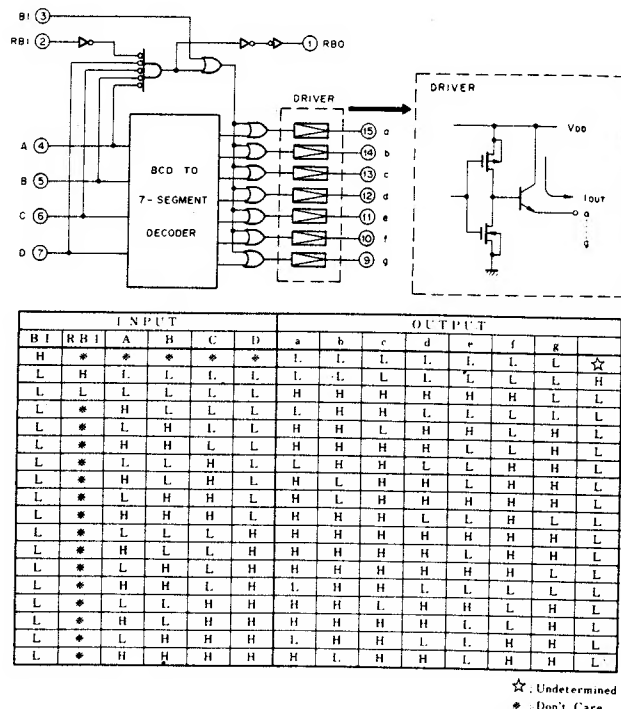 BI 3
RBI 2
1 RBO
DRIVER
DRIVER
VDD
IOUT
a
g
A 4
B 5
C 6
D 7
BCD TO
7-SEGMENT
DECODER
15 a
14 b
13 c
12 d
11 e
10 f
9 g
INPUT OUTPUT
BI RBI A B C D a b c d e f g
H * * * * * L L L L L L L ☆
L H L L L L L L L L L L L H
L L L L L L H H H H H H L L
L * H L L L L H H L L L L L
L * L H L L H H L H H L H L
L * H H L L H H H H L L H L
L * L L H L L H H L L H H L
L * H L H L H L H H L H H L
L * L H H L H L H H H H H L
L * H H H L H H H L L H L L
L * L L L H H H H H H H H L
L * H L L H H H H H L H H L
L * L H L H H H H H H H L L
L * H H L H L H H L L L L L
L * L L H H H H L H H L H L
L * H L H H H H H H L L H L
L * L H H H L H H L L H H L
L * H H H H H L H H L H H L
☆: Undetermined
*: Don't Care